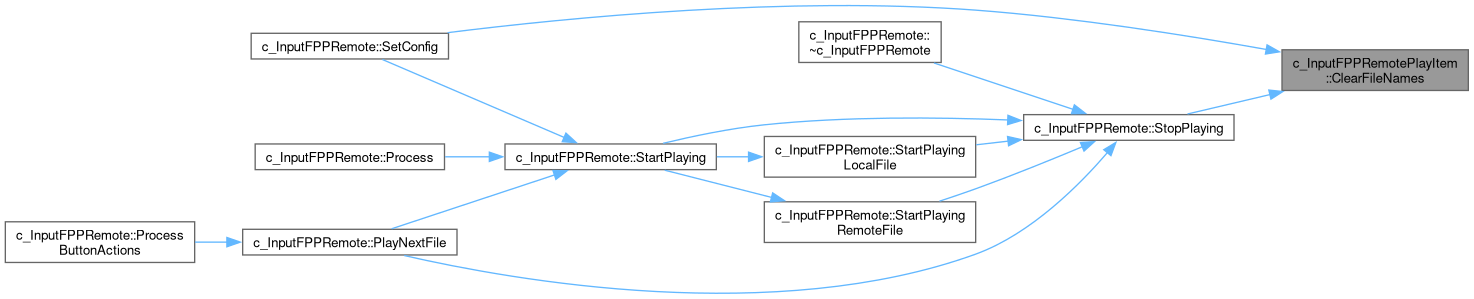 c_InputFPPRemote::SetConfig
c_InputFPPRemote::
~c_InputFPPRemote
c_InputFPPRemotePlayItem
::ClearFileNames
c_InputFPPRemote::StopPlaying
c_InputFPPRemote::Process
c_InputFPPRemote::StartPlaying
c_InputFPPRemote::StartPlaying
LocalFile
c_InputFPPRemote::StartPlaying
RemoteFile
c_InputFPPRemote::Process
ButtonActions
c_InputFPPRemote::PlayNextFile